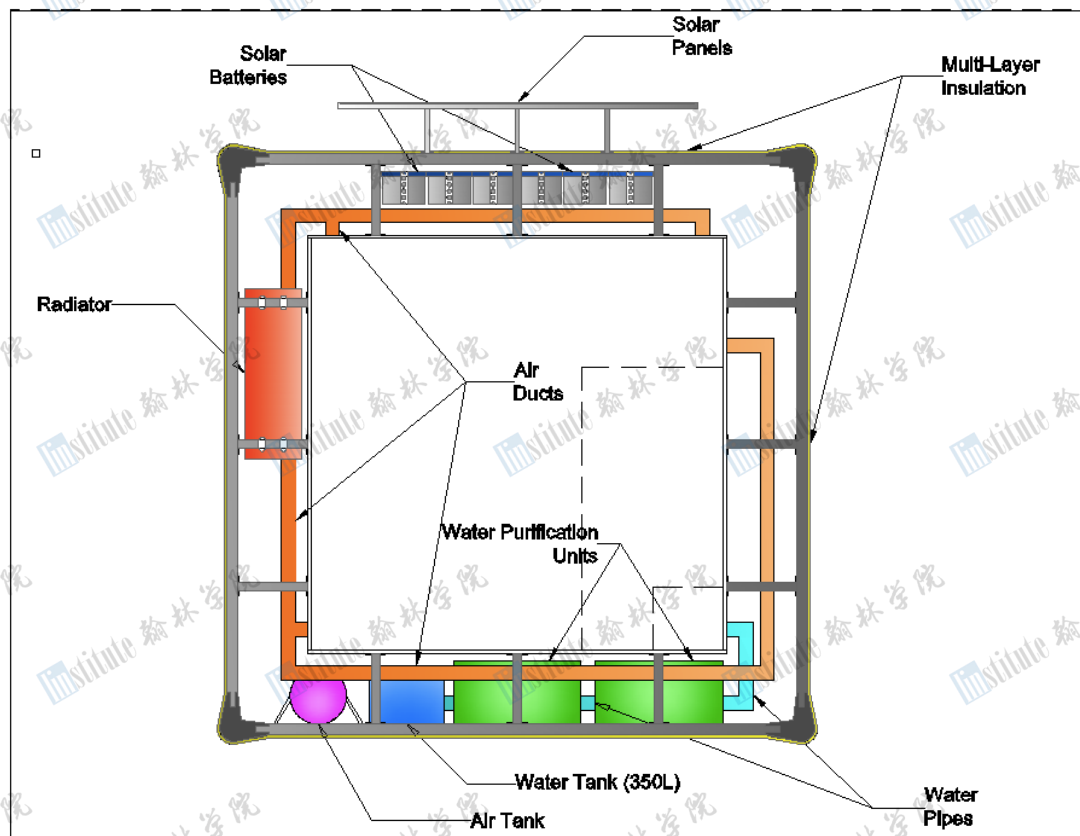 Solar
Panels
Solar
Batteries
Multi-Layer
Insulation
Radiator
Air
Ducts
Water Purification
Units
Water Tank (350L)
Air Tank
Water
Pipes
Iinstitute 翰林学院